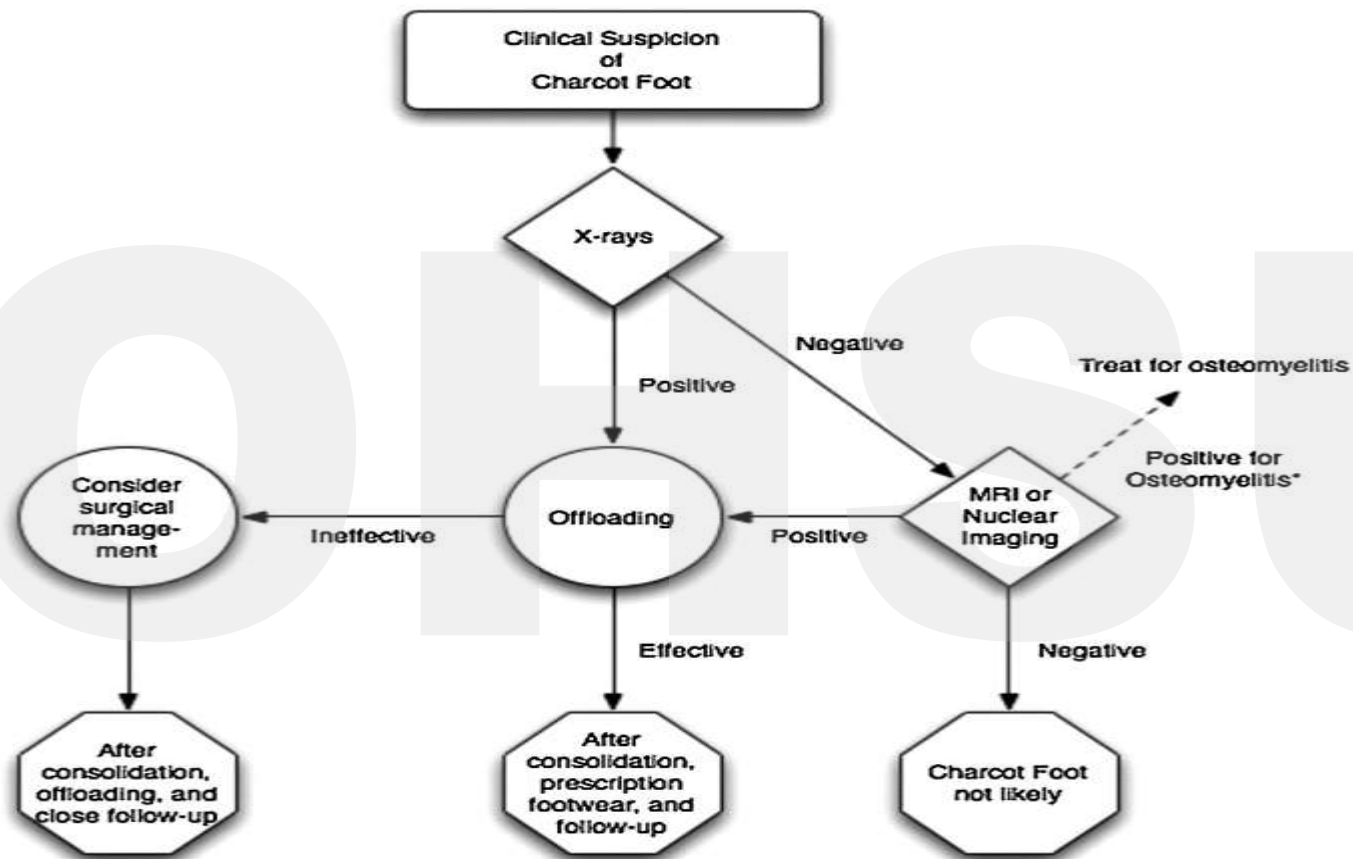 Clinical Suspicion
of
Charcot Foot
X-rays
Negative
Positive
Treat for osteomyelitis
Positive for
Osteomyelitis*
Consider
surgical
manage-
ment
Ineffective
Offloading
Positive
MRI or
Nuclear
Imaging
Effective
Negative
After
consolidation,
offloading, and
close follow-up
After
consolidation,
prescription
footwear, and
follow-up
Charcot Foot
not likely
OHSU